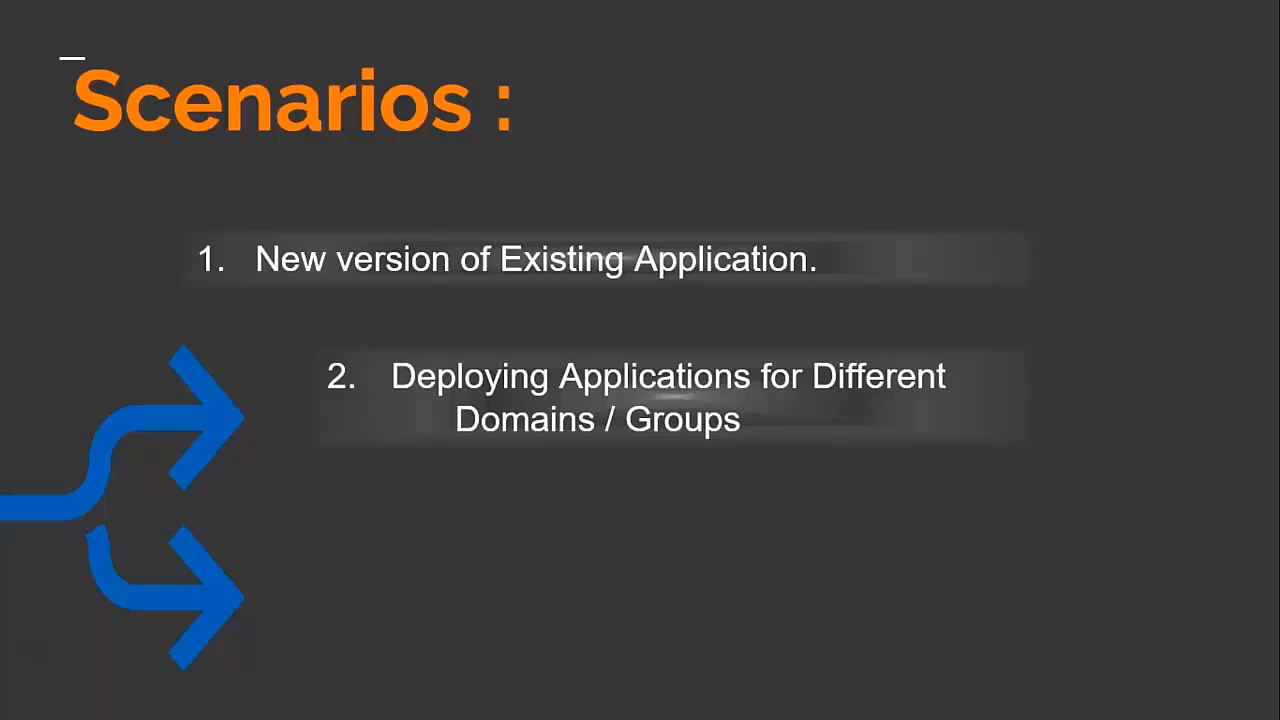 Scenarios :
1. New version of Existing Application.
2. Deploying Applications for Different
Domains / Groups